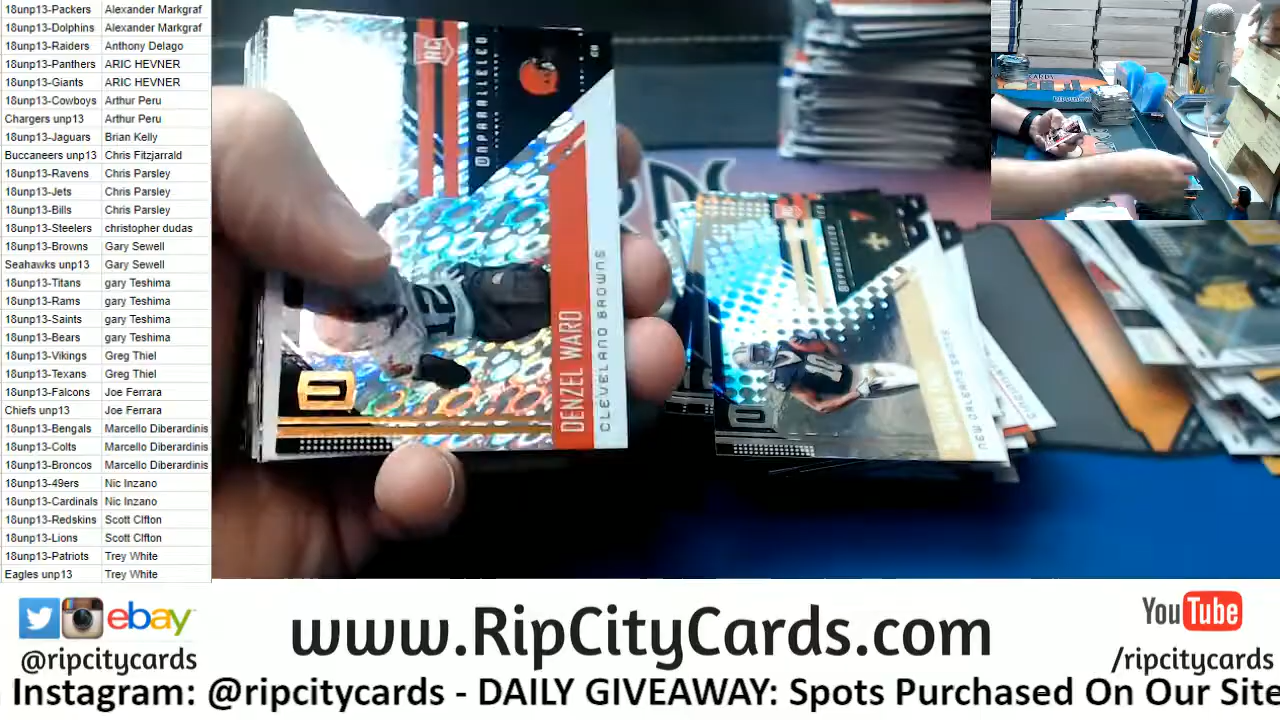 18unp13-Packers Alexander Markgraf
18unp13-Dolphins Alexander Markgraf
18unp13-Raiders Anthony Delago
18unp13-Panthers ARIC HEVNER
18unp13-Giants ARIC HEVNER
18unp13-Cowboys Arthur Peru
Chargers unp13 Arthur Peru
18unp13-Jaguars Brian Kelly
Buccaneers unp13 Chris Fitzjarrald
18unp13-Ravens Chris Parsley
18unp13-Jets Chris Parsley
18unp13-Bills Chris Parsley
18unp13-Steelers christopher dudas
18unp13-Browns Gary Sewell
Seahawks unp13 Gary Sewell
18unp13-Titans gary Teshima
18unp13-Rams gary Teshima
18unp13-Saints gary Teshima
18unp13-Bears gary Teshima
18unp13-Vikings Greg Thiel
18unp13-Texans Greg Thiel
18unp13-Falcons Joe Ferrara
Chiefs unp13 Joe Ferrara
18unp13-Bengals Marcello Diberardinis
18unp13-Colts Marcello Diberardinis
18unp13-Broncos Marcello Diberardinis
18unp13-49ers Nic Inzano
18unp13-Cardinals Nic Inzano
18unp13-Redskins Scott Clfton
18unp13-Lions Scott Clfton
18unp13-Patriots Trey White
Eagles unp13 Trey White
RC
UNPARALLELED
CB
DENZEL WARD
CLEVELAND BROWNS
12
U
ebay
@ripcitycards
www.RipCityCards.com
YouTube
/ripcitycards
Instagram: @ripcitycards - DAILY GIVEAWAY: Spots Purchased On Our Site